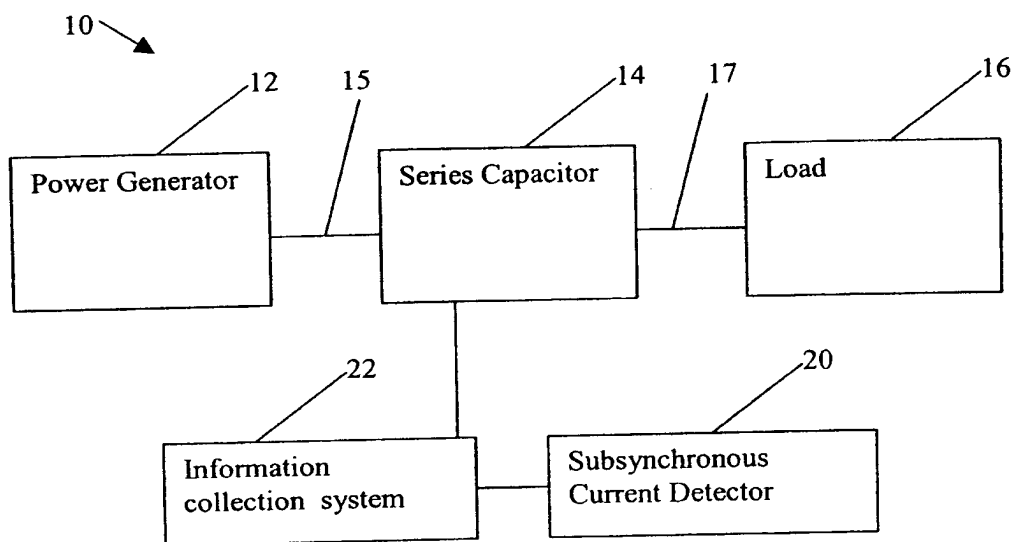 10
12
15
14
17
16
Power Generator
Series Capacitor
Load
22
20
Information
collection system
Subsynchronous
Current Detector